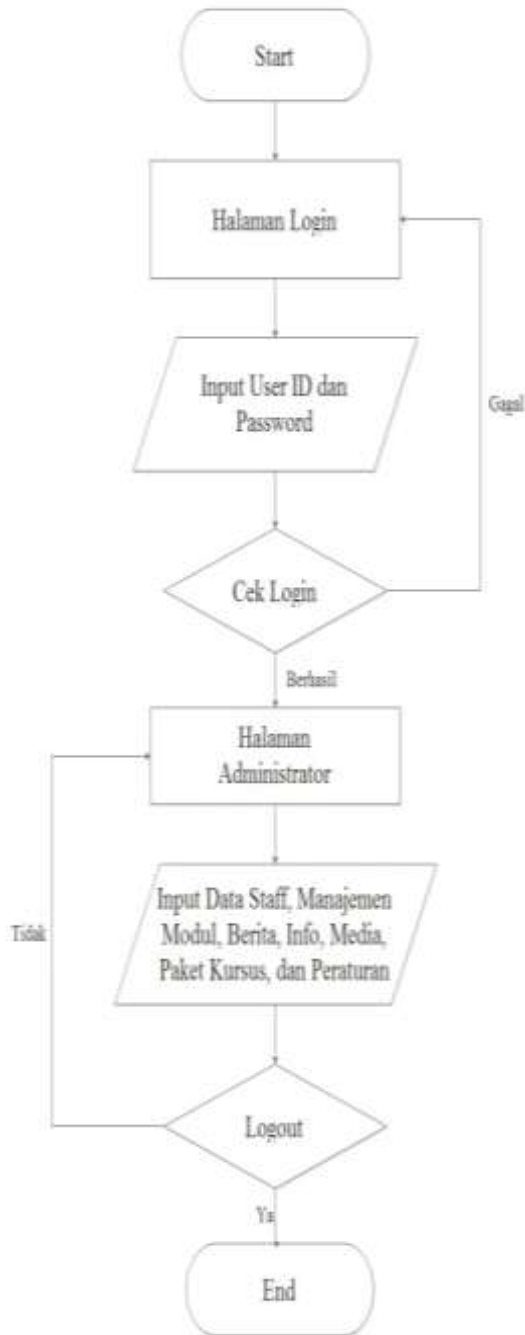 Start
Halaman Login
Input User ID dan
Password
Gagal
Cek Login
Berhasil
Halaman
Administrator
Input Data Staff, Manajemen
Modul, Berita, Info, Media,
Paket Kursus, dan Peraturan
Tidak
Logout
Ya
End